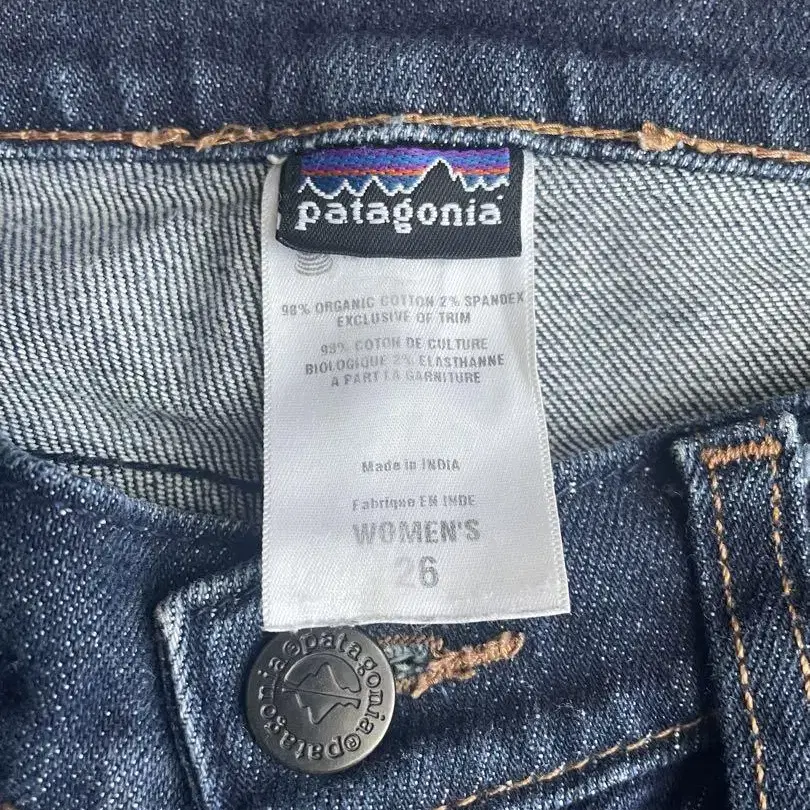 patagonia
98% ORGANIC COTTON 2% SPANDEX
EXCLUSIVE OF TRIM
98% COTON DE CULTURE
BIOLOGIQUE 2% ELASTHANNE
A PART LA GARNITURE
Made in INDIA
Fabriqué EN INDE
WOMEN'S
26
patagonia@patagonia@